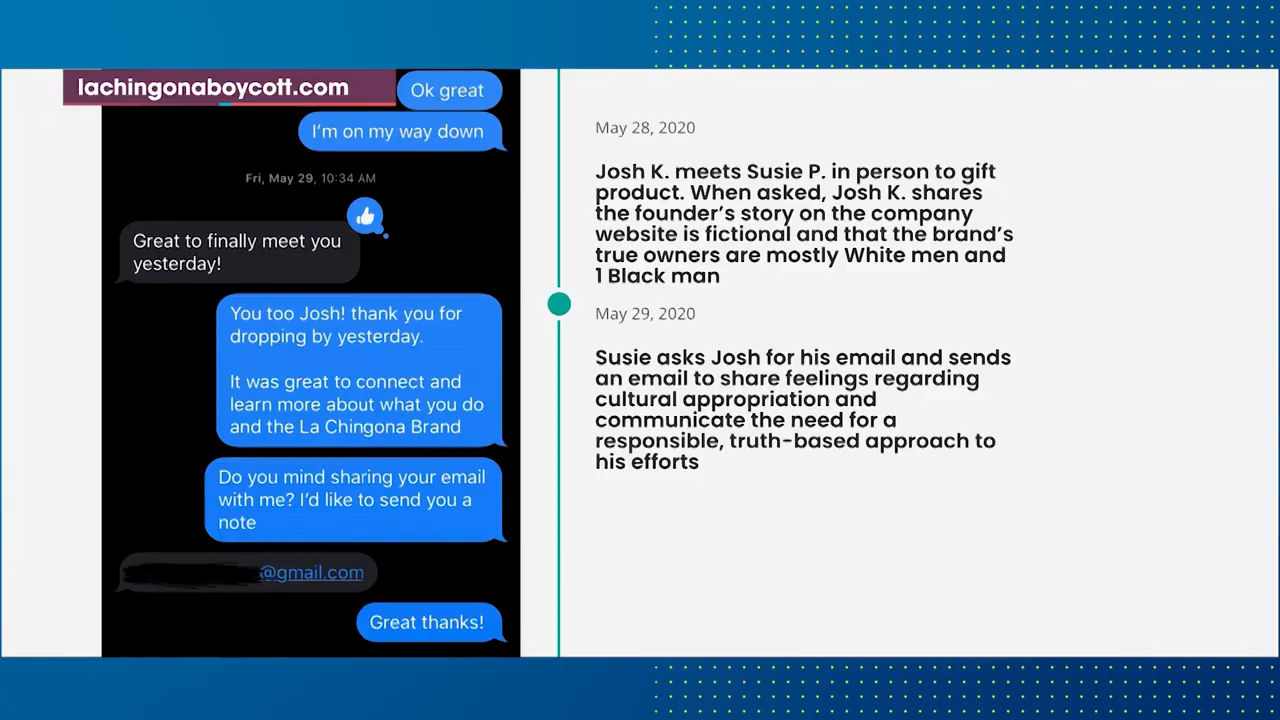 lachingonaboycott.com
Ok great
I'm on my way down
Fri, May 29, 10:34 AM
Great to finally meet you
yesterday!
You too Josh! thank you for
dropping by yesterday.
It was great to connect and
learn more about what you do
and the La Chingona Brand
Do you mind sharing your email
with me? I'd like to send you a
note
@gmail.com
Great thanks!
May 28, 2020
Josh K. meets Susie P. in person to gift
product. When asked, Josh K. shares
the founder's story on the company
website is fictional and that the brand's
true owners are mostly White men and
1 Black man
May 29, 2020
Susie asks Josh for his email and sends
an email to share feelings regarding
cultural appropriation and
communicate the need for a
responsible, truth-based approach to
his efforts